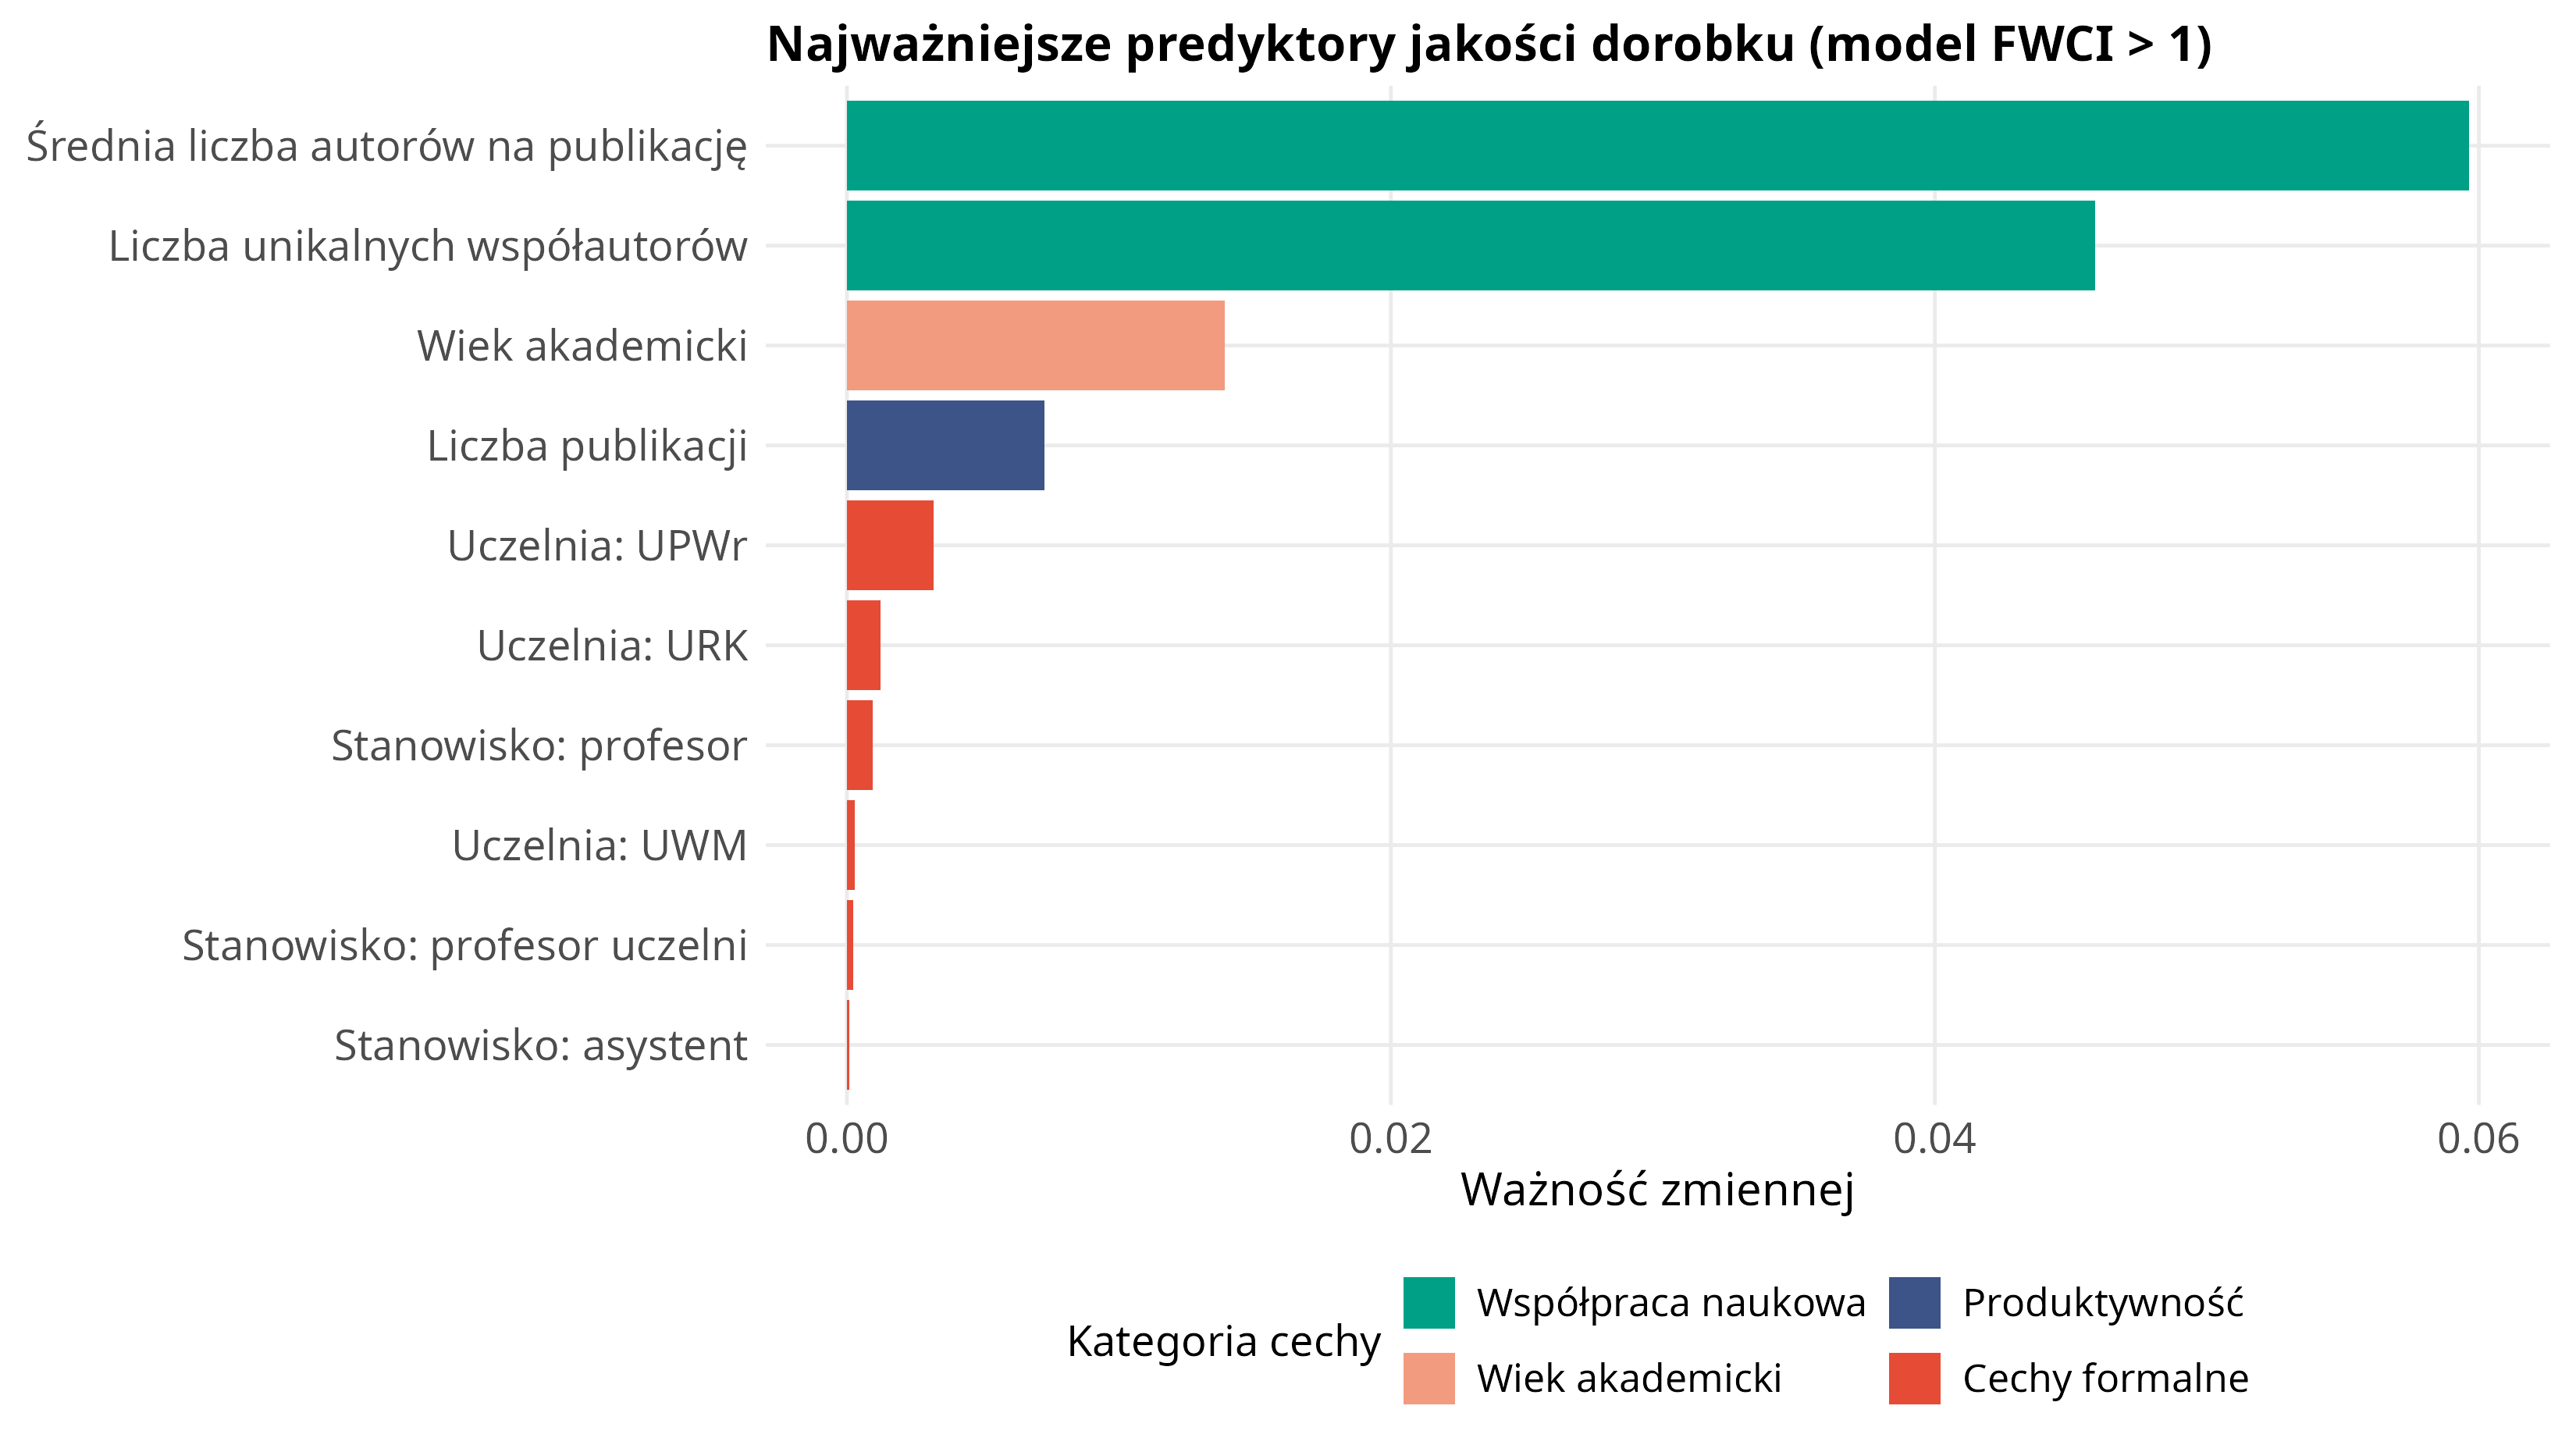 Najważniejsze predyktory jakości dorobku (model FWCI > 1)
Średnia liczba autorów na publikację
Liczba unikalnych współautorów
Wiek akademicki
Liczba publikacji
Uczelnia: UPWr
Uczelnia: URK
Stanowisko: profesor
Uczelnia: UWM
Stanowisko: profesor uczelni
Stanowisko: asystent
0.00 0.02 0.04 0.06
Ważność zmiennej
Kategoria cechy
Współpraca naukowa
Wiek akademicki
Produktywność
Cechy formalne